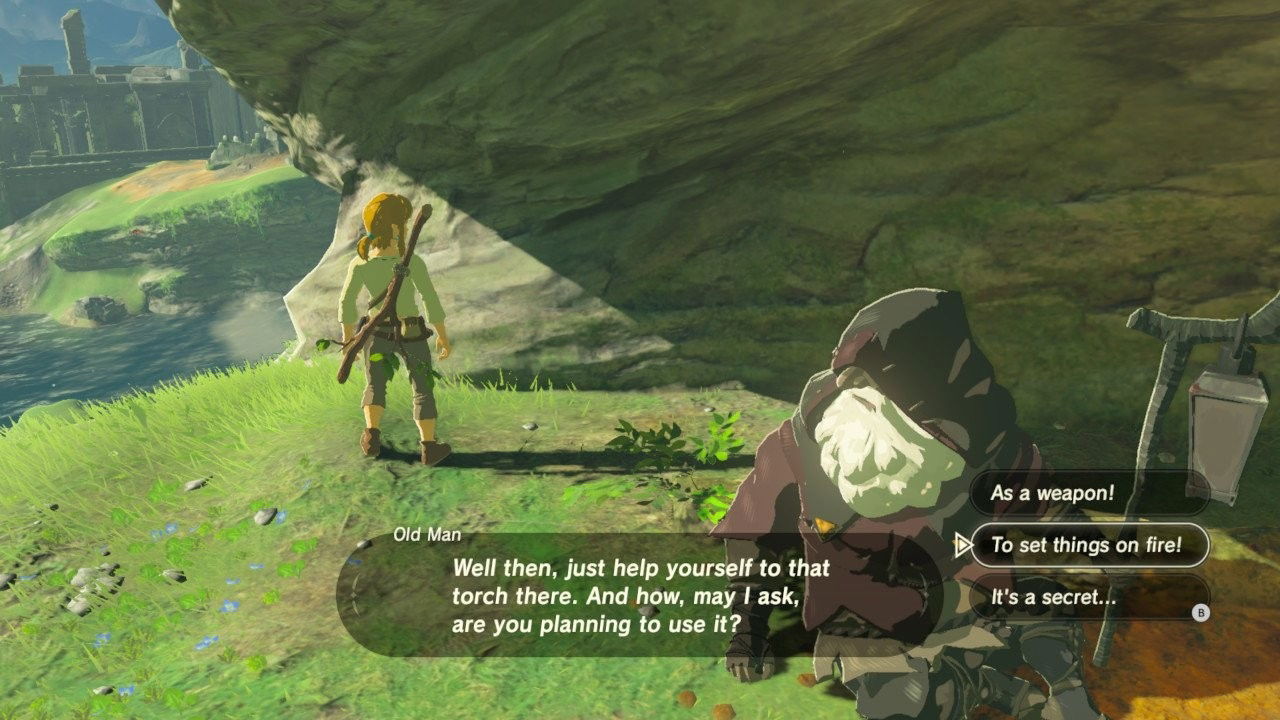 Old Man
Well then, just help yourself to that
torch there. And how, may I ask,
are you planning to use it?
As a weapon!
To set things on fire!
It's a secret...
B